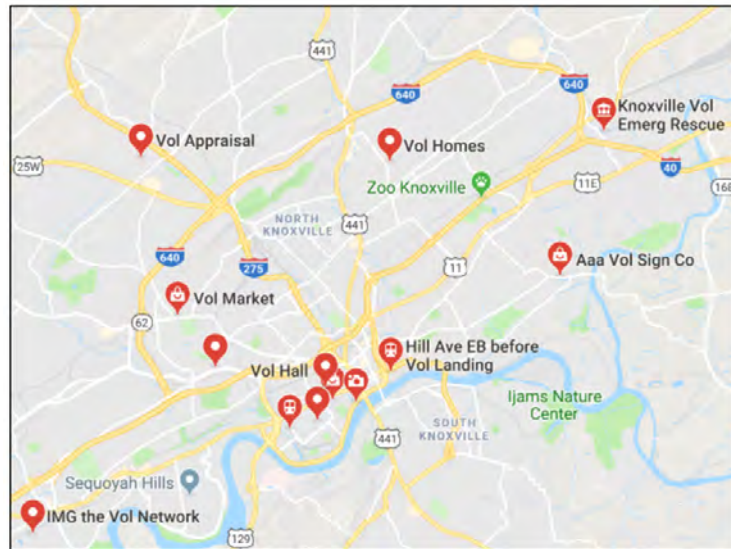 441
640
640
Knoxville Vol
Emerg Rescue
Vol Appraisal
Vol Homes
25W
40
Zoo Knoxville
11E
168
NORTH
KNOXVILLE
441
640
275
11
Aaa Vol Sign Co
Vol Market
62
Hill Ave EB before
Vol Landing
Vol Hall
Ijams Nature
Center
SOUTH
KNOXVILLE
441
Sequoyah Hills
IMG the Vol Network
129